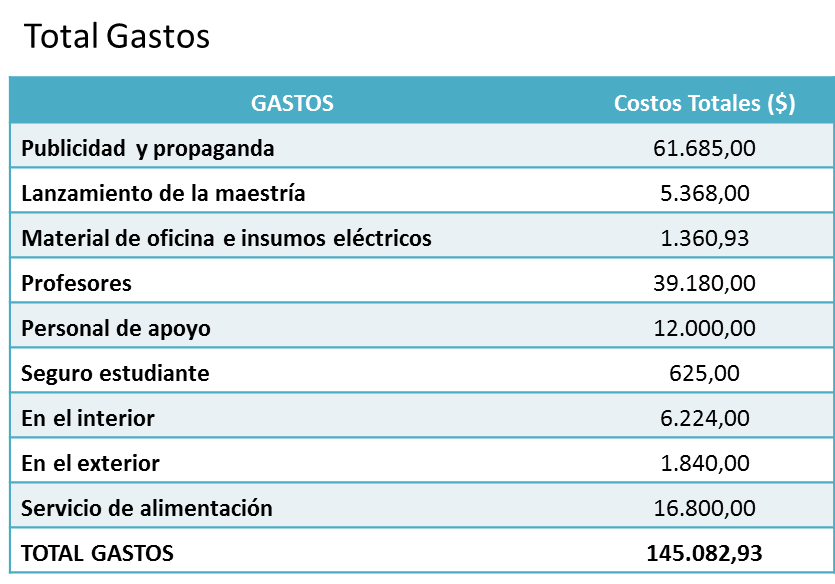 Total Gastos
GASTOS Costos Totales ($)
Publicidad y propaganda 61.685,00
Lanzamiento de la maestría 5.368,00
Material de oficina e insumos eléctricos 1.360,93
Profesores 39.180,00
Personal de apoyo 12.000,00
Seguro estudiante 625,00
En el interior 6.224,00
En el exterior 1.840,00
Servicio de alimentación 16.800,00
TOTAL GASTOS 145.082,93